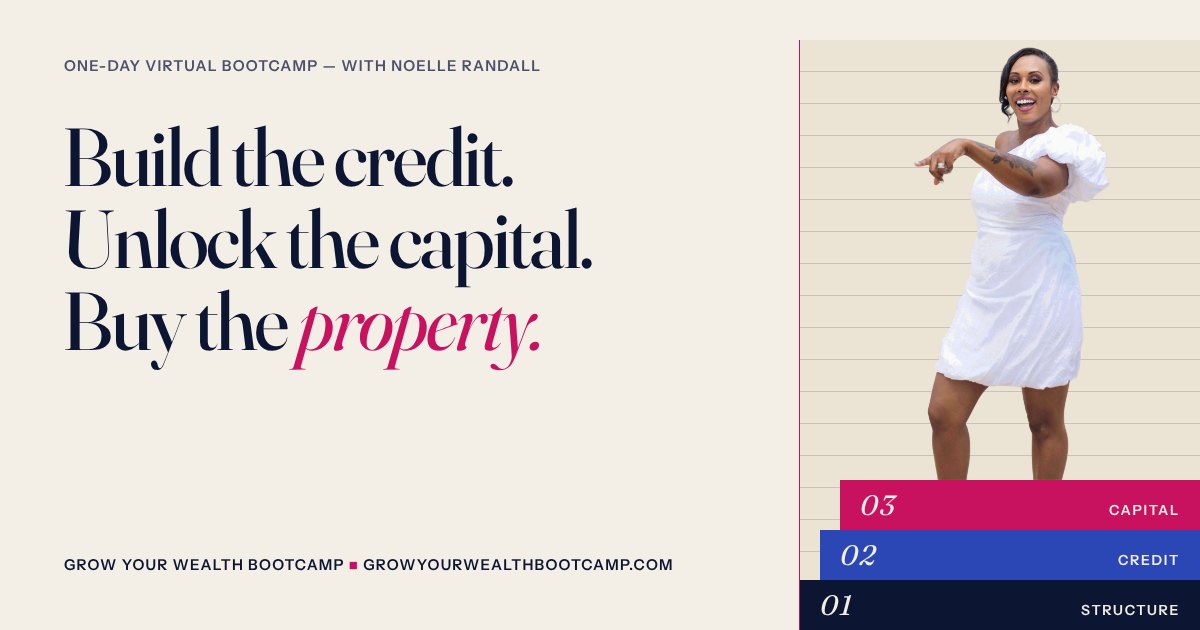 ONE-DAY VIRTUAL BOOTCAMP — WITH NOELLE RANDALL
Build the credit.
Unlock the capital.
Buy the property.
GROW YOUR WEALTH BOOTCAMP ▪ GROWYOURWEALTHBOOTCAMP.COM
03 CAPITAL
02 CREDIT
01 STRUCTURE